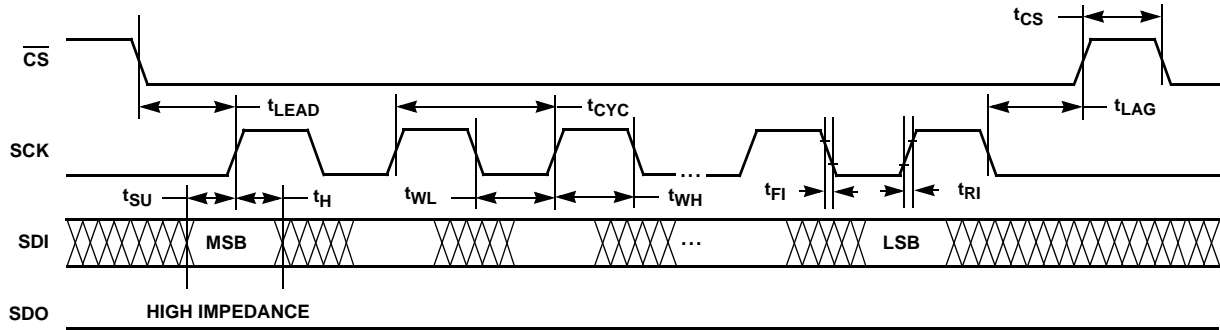 tCS
CS
tLEAD
tCYC
tLAG
SCK
...
tSU
tH
tWL
tWH
tFI
tRI
SDI
MSB
...
LSB
HIGH IMPEDANCE
SDO